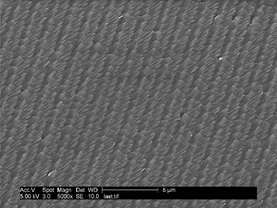 Acc.V Spot Magn Det WD 5 µm
5.00 kV 3.0 5000x SE 10.0 last.tif